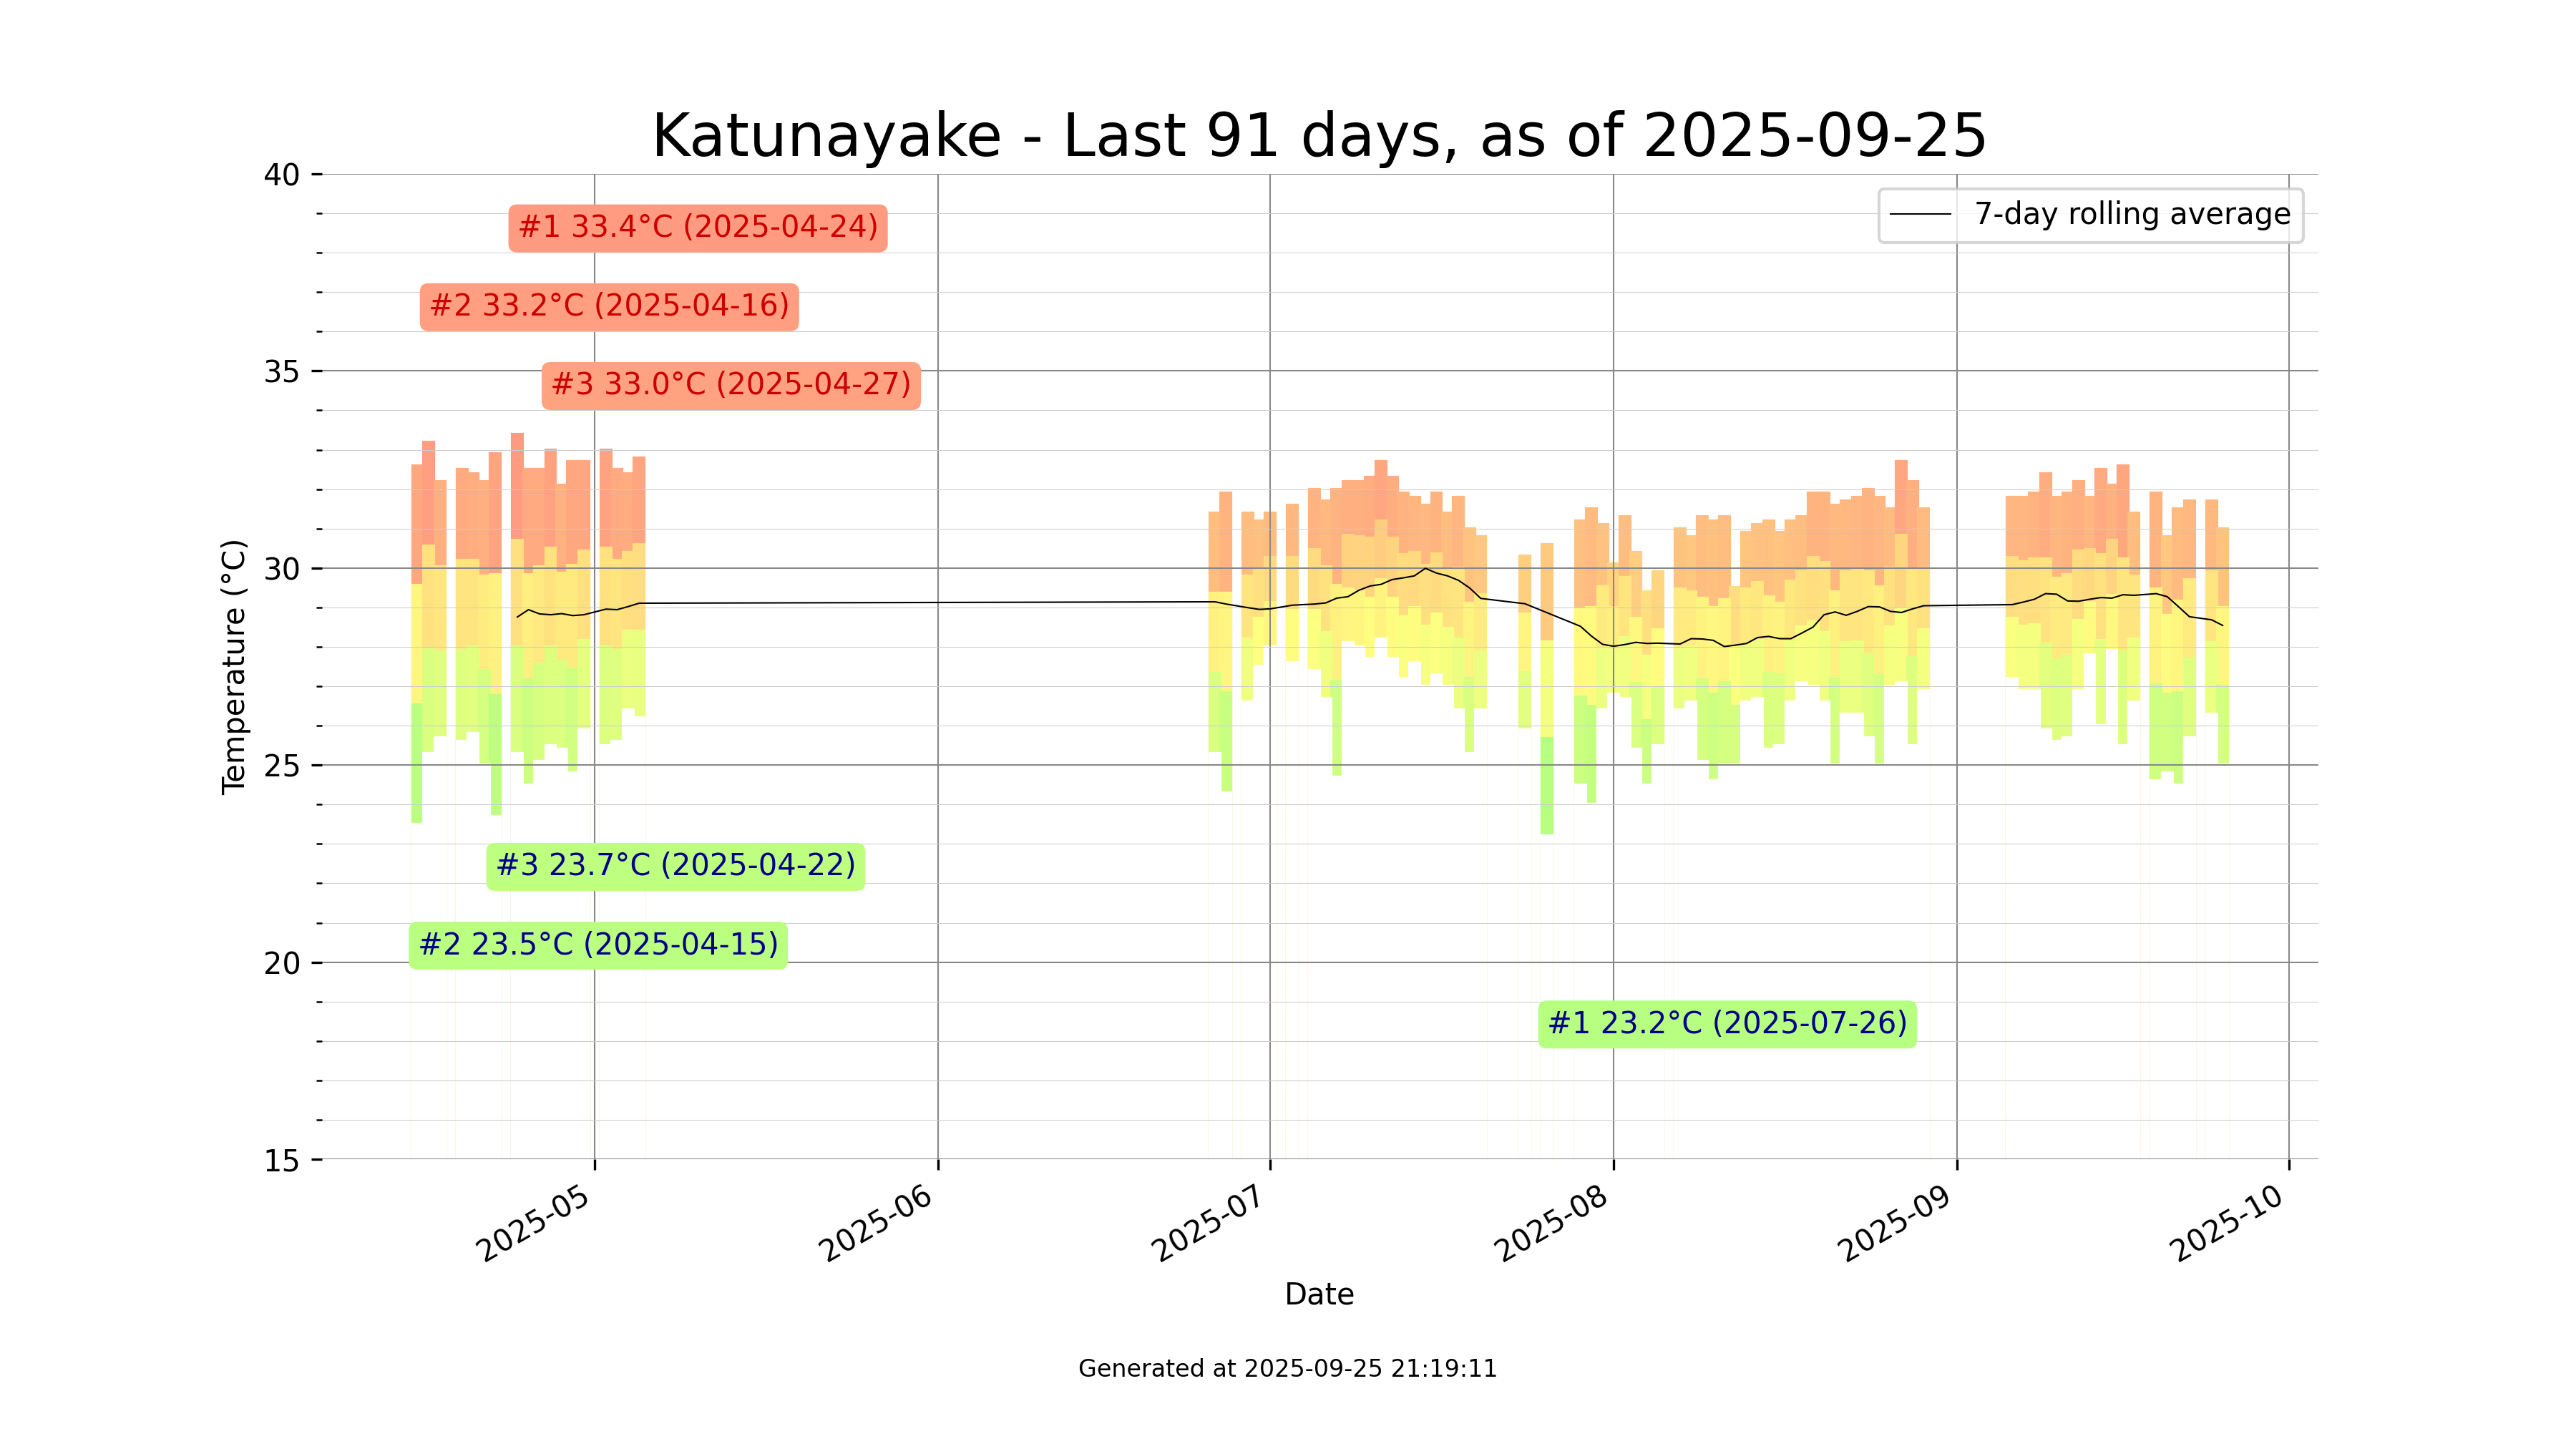 Katunayake - Last 91 days, as of 2025-09-25
40
35
30
25
20
15
Temperature (°C)
7-day rolling average
#1 33.4°C (2025-04-24)
#2 33.2°C (2025-04-16)
#3 33.0°C (2025-04-27)
#3 23.7°C (2025-04-22)
#2 23.5°C (2025-04-15)
#1 23.2°C (2025-07-26)
2025-05
2025-06
2025-07
2025-08
2025-09
2025-10
Date
Generated at 2025-09-25 21:19:11